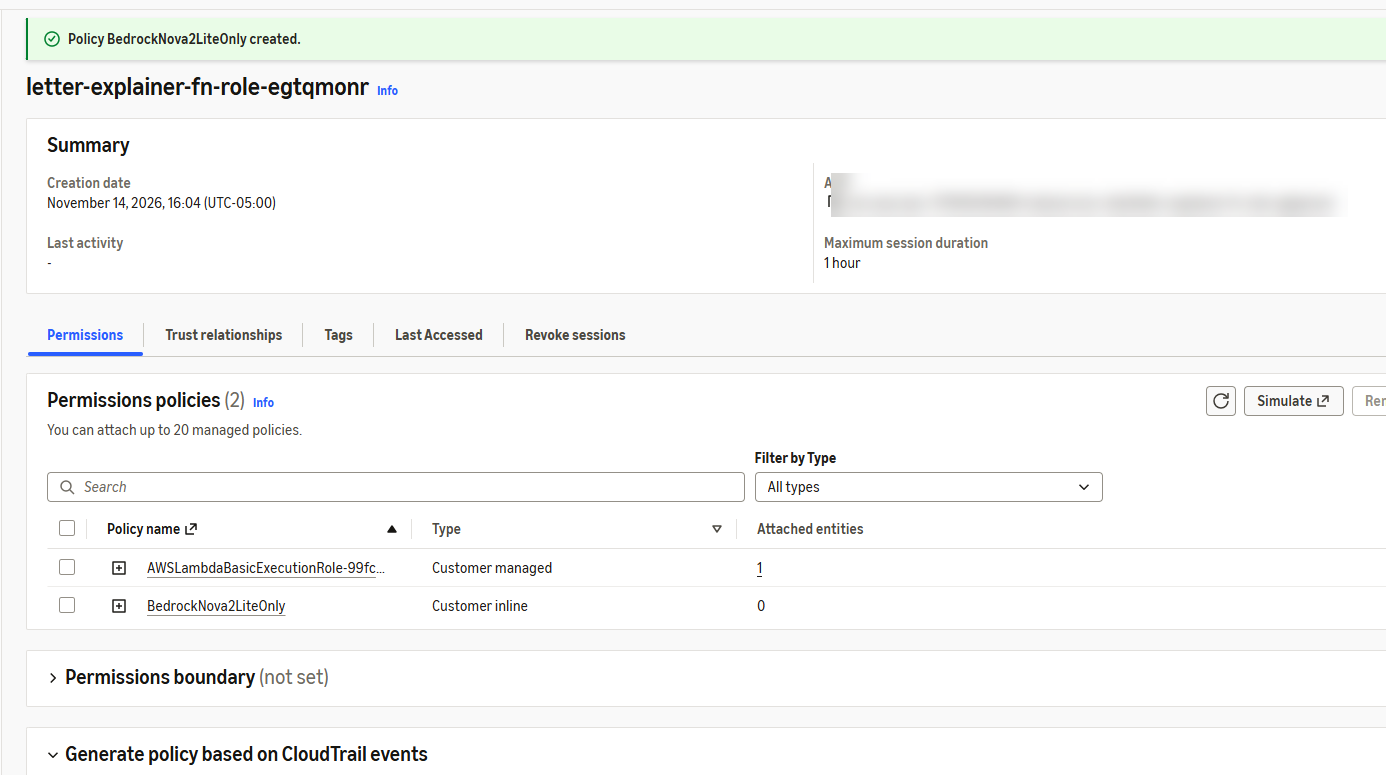 Policy BedrockNova2LiteOnly created.
letter-explainer-fn-role-egtqmonr Info
Summary
Creation date
November 14, 2026, 16:04 (UTC-05:00)
Last activity
-
Maximum session duration
1 hour
Permissions
Trust relationships
Tags
Last Accessed
Revoke sessions
Permissions policies (2) Info
You can attach up to 20 managed policies.
Simulate
Filter by Type
Search
All types
Policy name
Type
Attached entities
AWSLambdaBasicExecutionRole-99fc...
Customer managed
1
BedrockNova2LiteOnly
Customer inline
0
Permissions boundary (not set)
Generate policy based on CloudTrail events